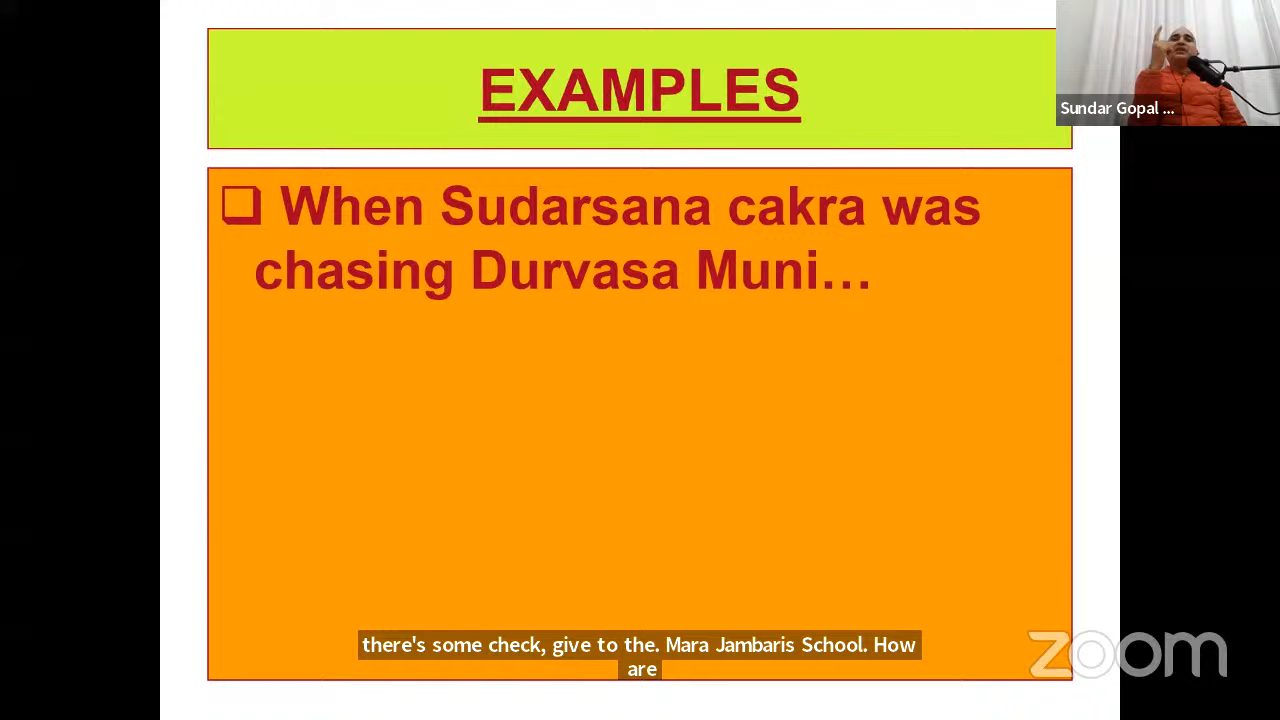 EXAMPLES
Sundar Gopal ...
❑ When Sudarsana cakra was
chasing Durvasa Muni…
there's some check, give to the. Mara Jambaris School. How
are
zoom